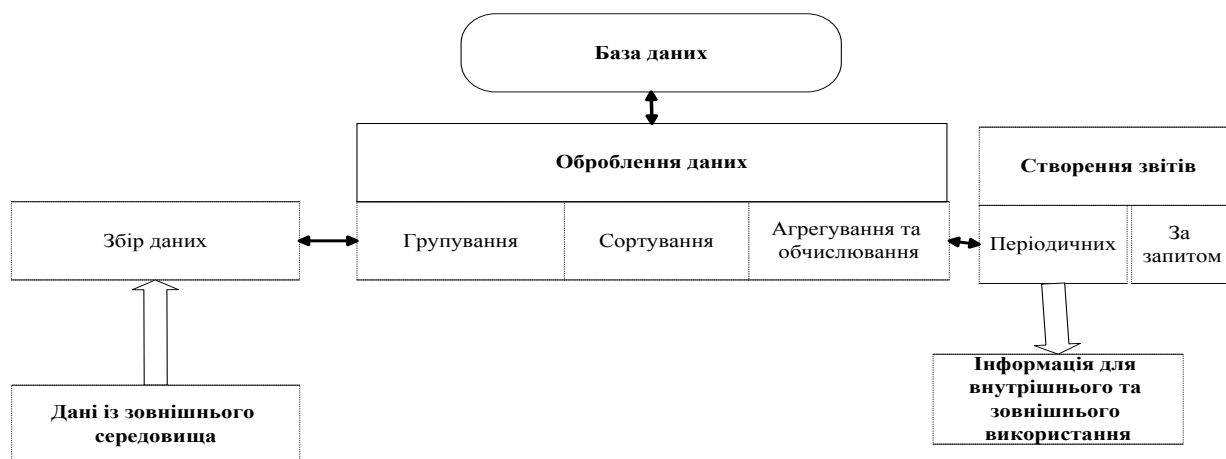 База даних
Оброблення даних
Створення звітів
Збір даних
Групування
Сортування
Агрегування та
обчислювання
Періодичних
За
запитом
Дані із зовнішнього
середовища
Інформація для
внутрішнього та
зовнішнього
використання